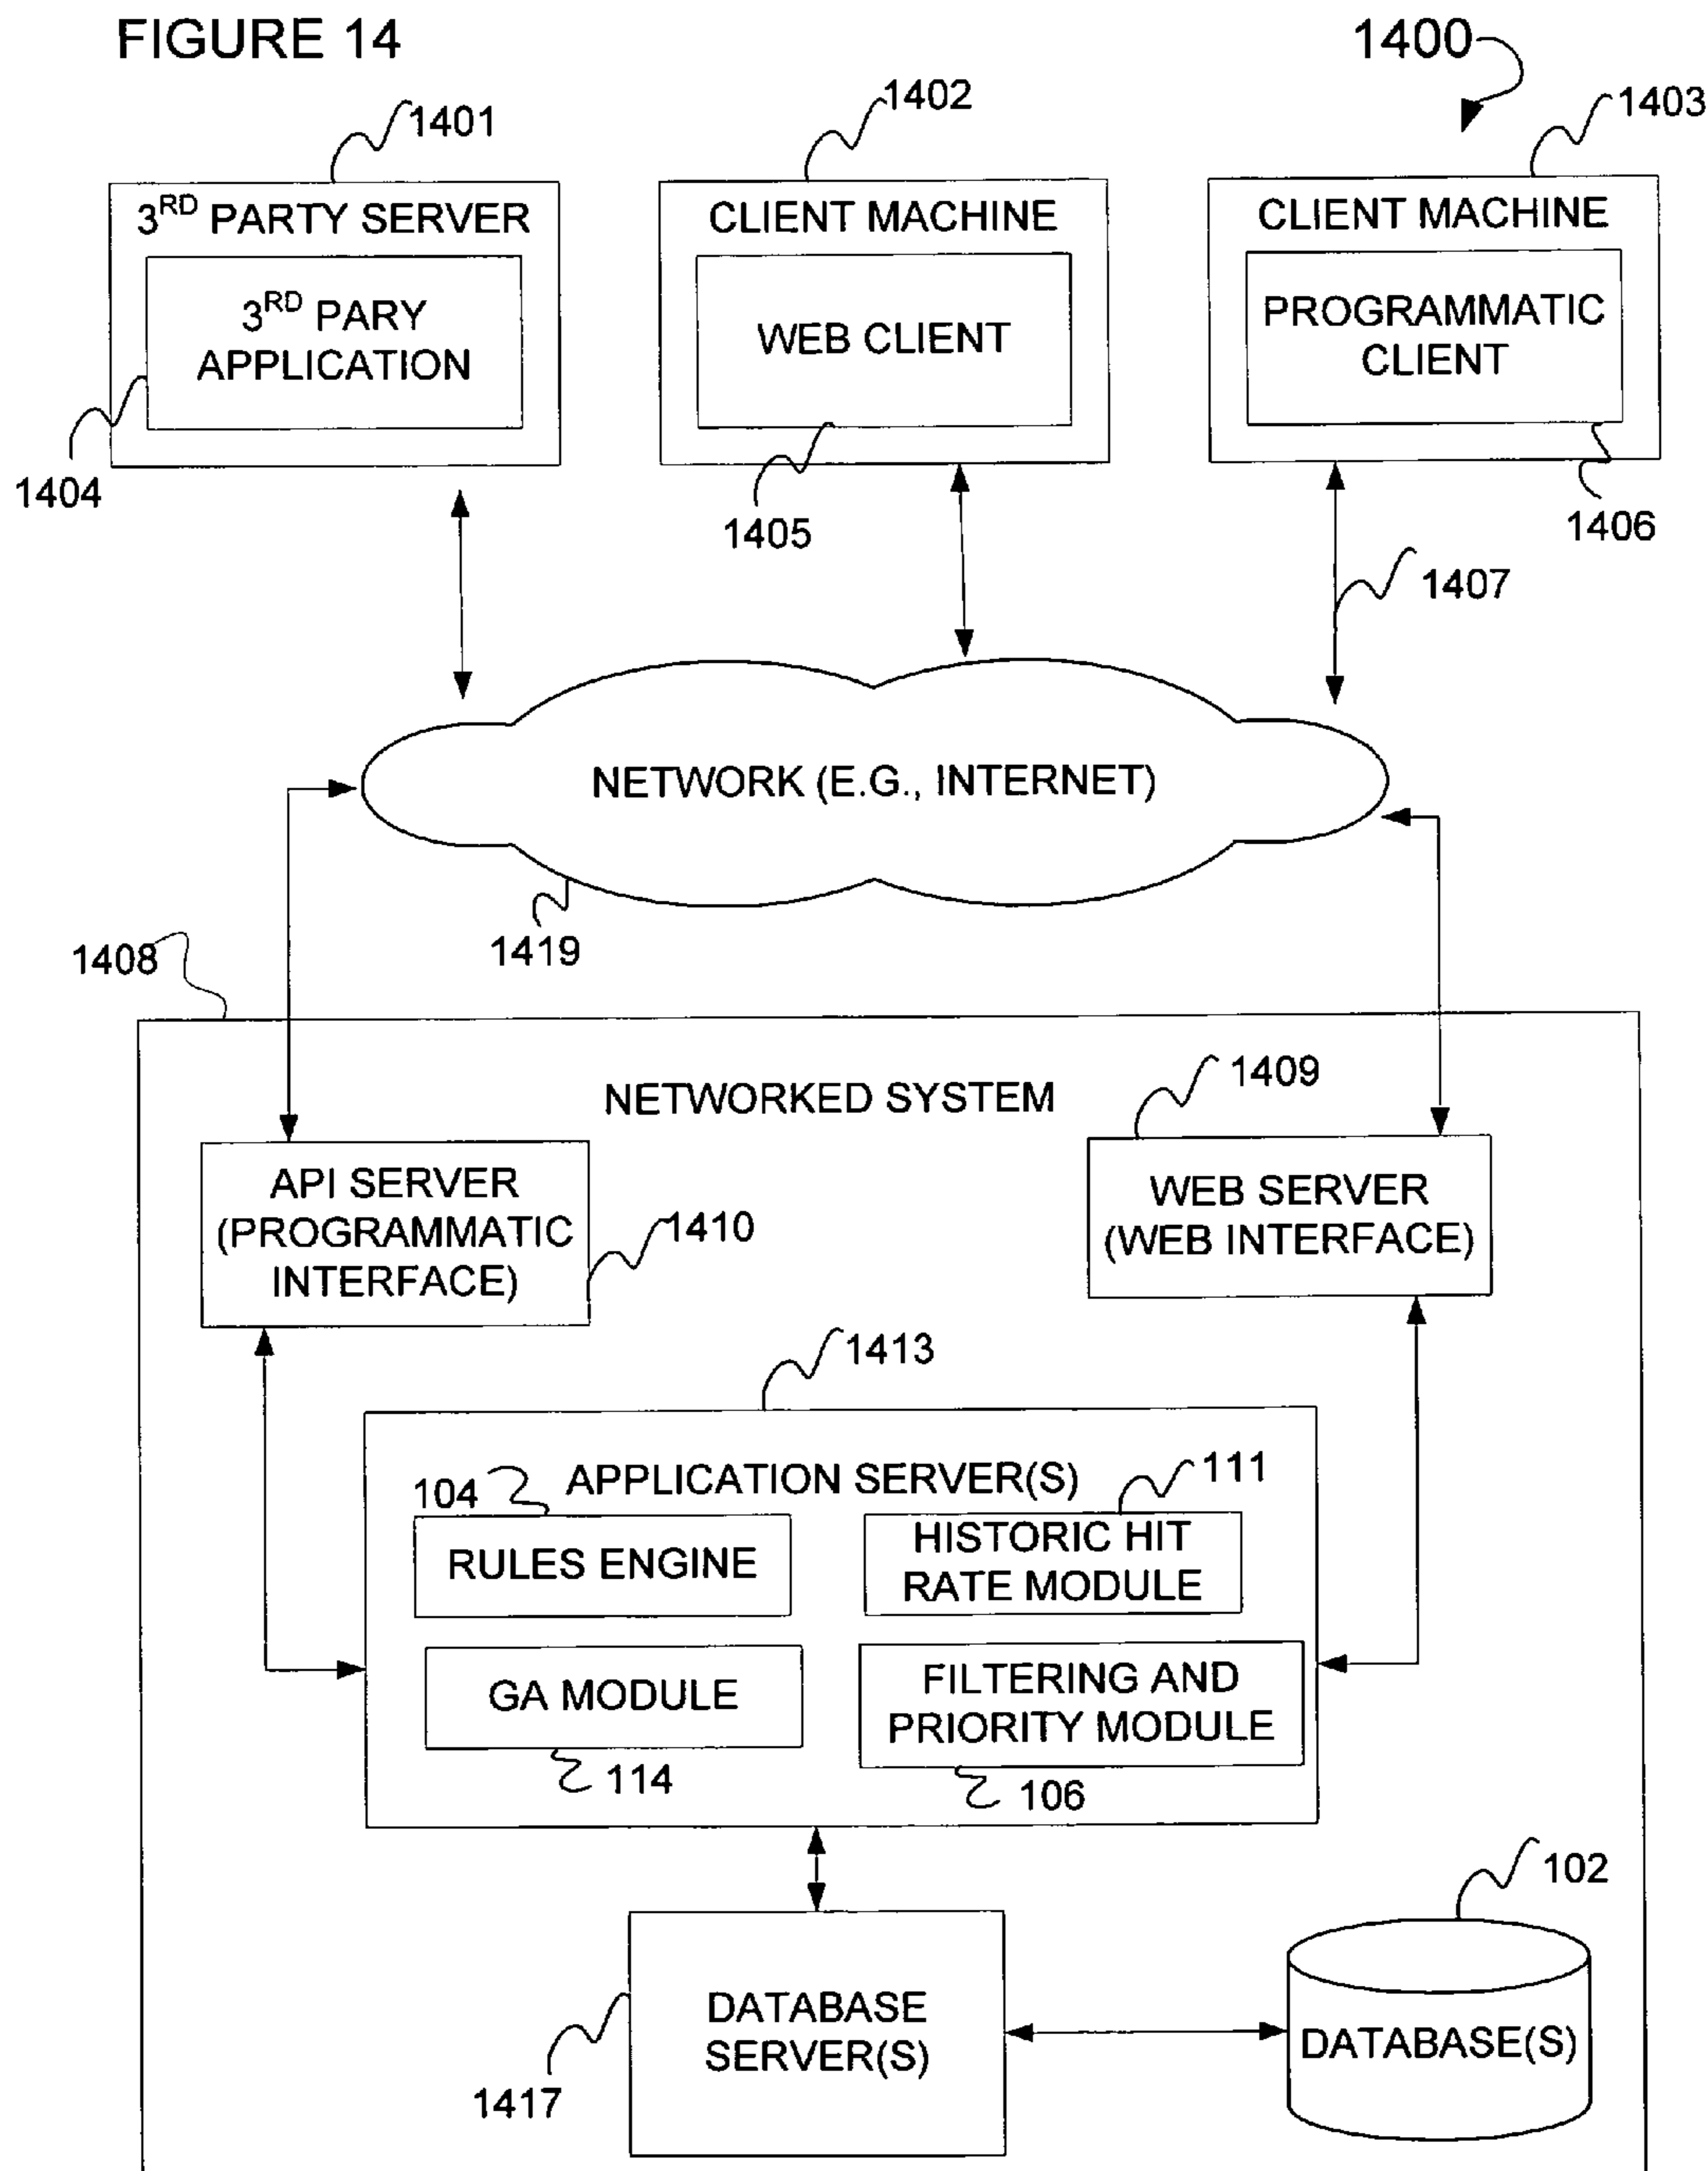 FIGURE 14
1400
1401
1402
1403
3RD PARTY SERVER
3RD PARY
APPLICATION
1404
CLIENT MACHINE
WEB CLIENT
1405
CLIENT MACHINE
PROGRAMMATIC
CLIENT
1406
1407
NETWORK (E.G., INTERNET)
1419
1408
NETWORKED SYSTEM
1409
API SERVER
(PROGRAMMATIC
INTERFACE)
1410
WEB SERVER
(WEB INTERFACE)
1413
APPLICATION SERVER(S)
104
RULES ENGINE
111
HISTORIC HIT
RATE MODULE
GA MODULE
114
FILTERING AND
PRIORITY MODULE
106
DATABASE
SERVER(S)
1417
102
DATABASE(S)